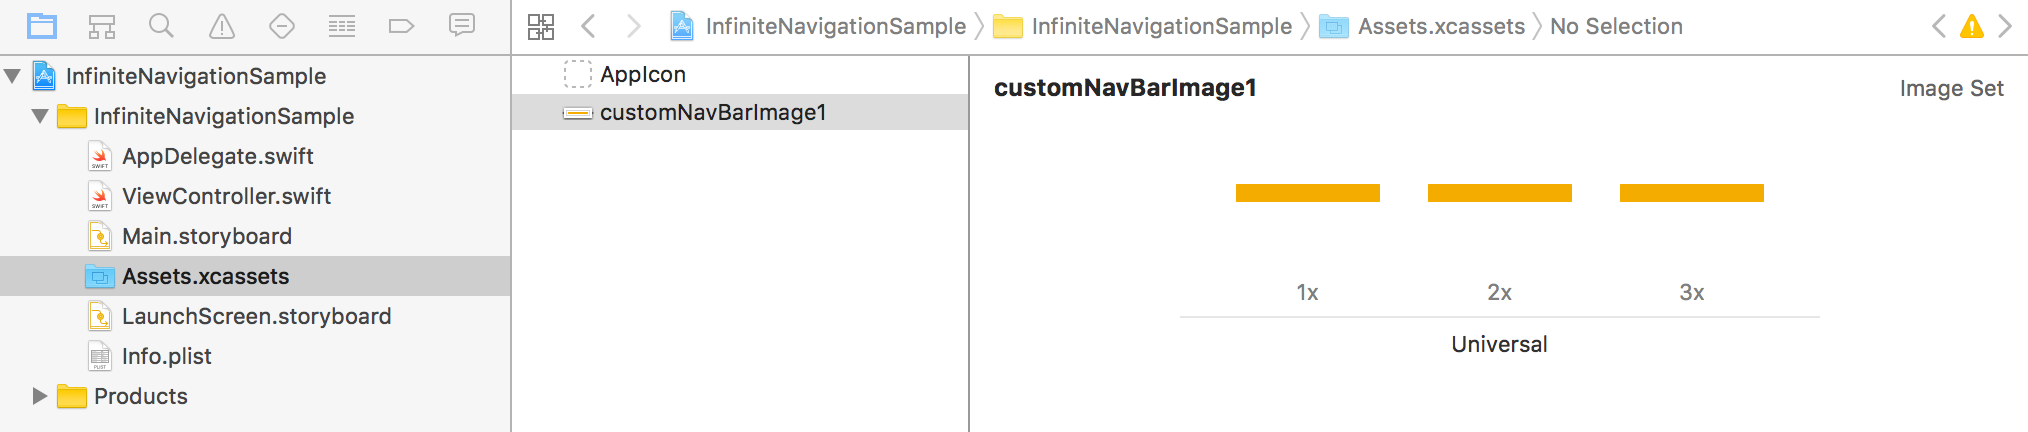 InfiniteNavigationSample
InfiniteNavigationSample
Assets.xcassets
No Selection
InfiniteNavigationSample
InfiniteNavigationSample
AppDelegate.swift
ViewController.swift
Main.storyboard
Assets.xcassets
LaunchScreen.storyboard
Info.plist
Products
AppIcon
customNavBarImage1
customNavBarImage1
Image Set
1x
2x
3x
Universal